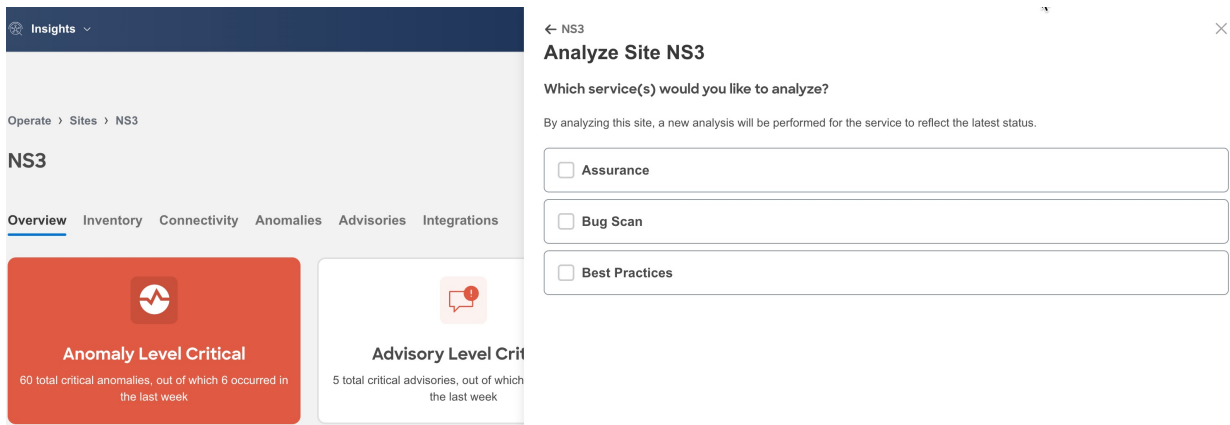 Insights
Operate > Sites > NS3
NS3
Overview Inventory Connectivity Anomalies Advisories Integrations
Anomaly Level Critical
60 total critical anomalies, out of which 6 occurred in
the last week
Advisory Level Crit
5 total critical advisories, out of which
the last week
← NS3
Analyze Site NS3
Which service(s) would you like to analyze?
By analyzing this site, a new analysis will be performed for the service to reflect the latest status.
Assurance
Bug Scan
Best Practices